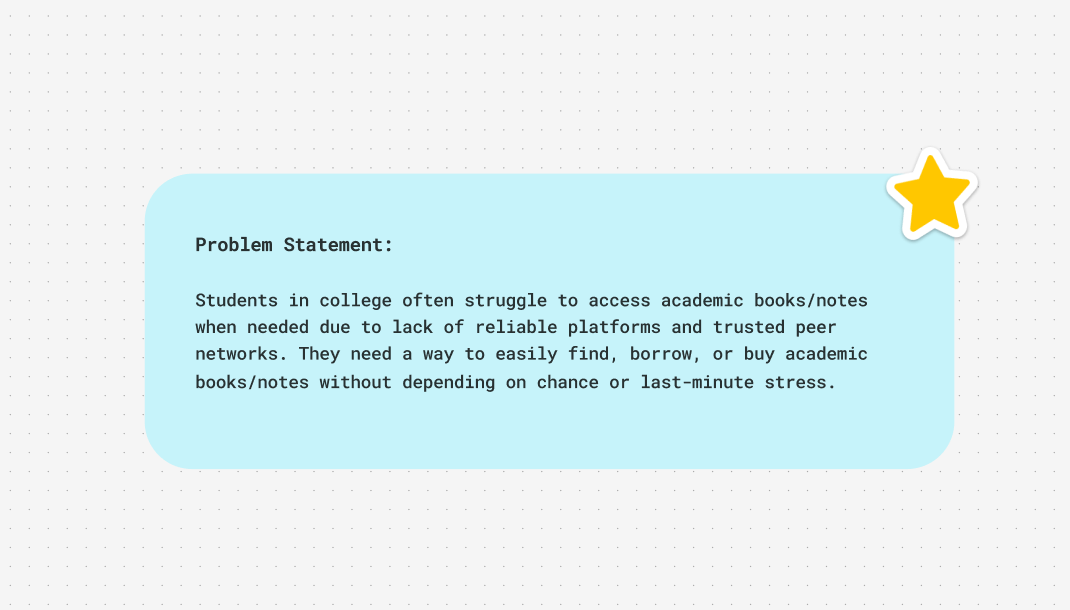 Problem Statement:
Students in college often struggle to access academic books/notes
when needed due to lack of reliable platforms and trusted peer
networks. They need a way to easily find, borrow, or buy academic
books/notes without depending on chance or last-minute stress.